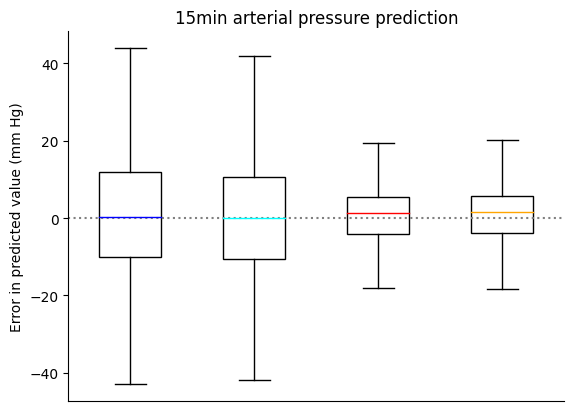 15min arterial pressure prediction
Error in predicted value (mm Hg)
40
20
0
−20
−40